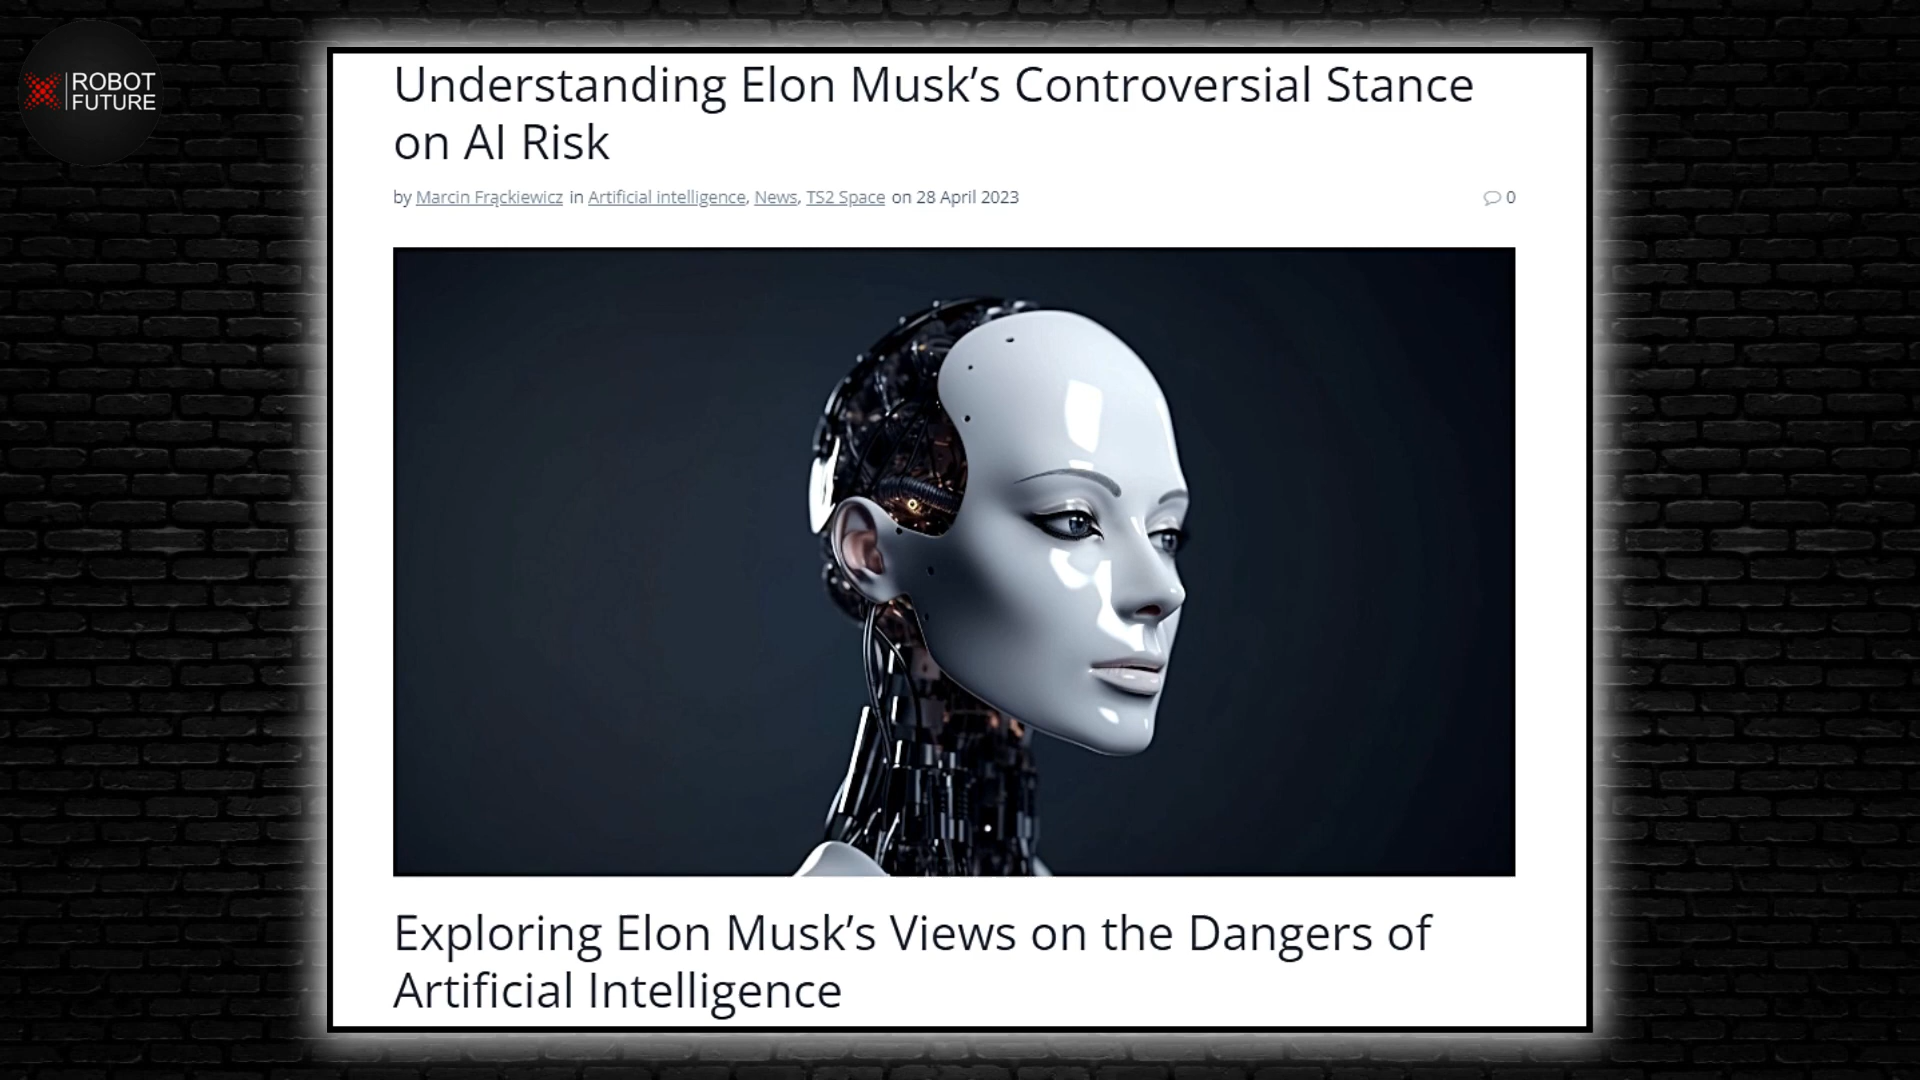 ROBOT
FUTURE
Understanding Elon Musk’s Controversial Stance
on AI Risk
by Marcin Frąckiewicz in Artificial intelligence, News, TS2 Space on 28 April 2023
0
Exploring Elon Musk’s Views on the Dangers of
Artificial Intelligence